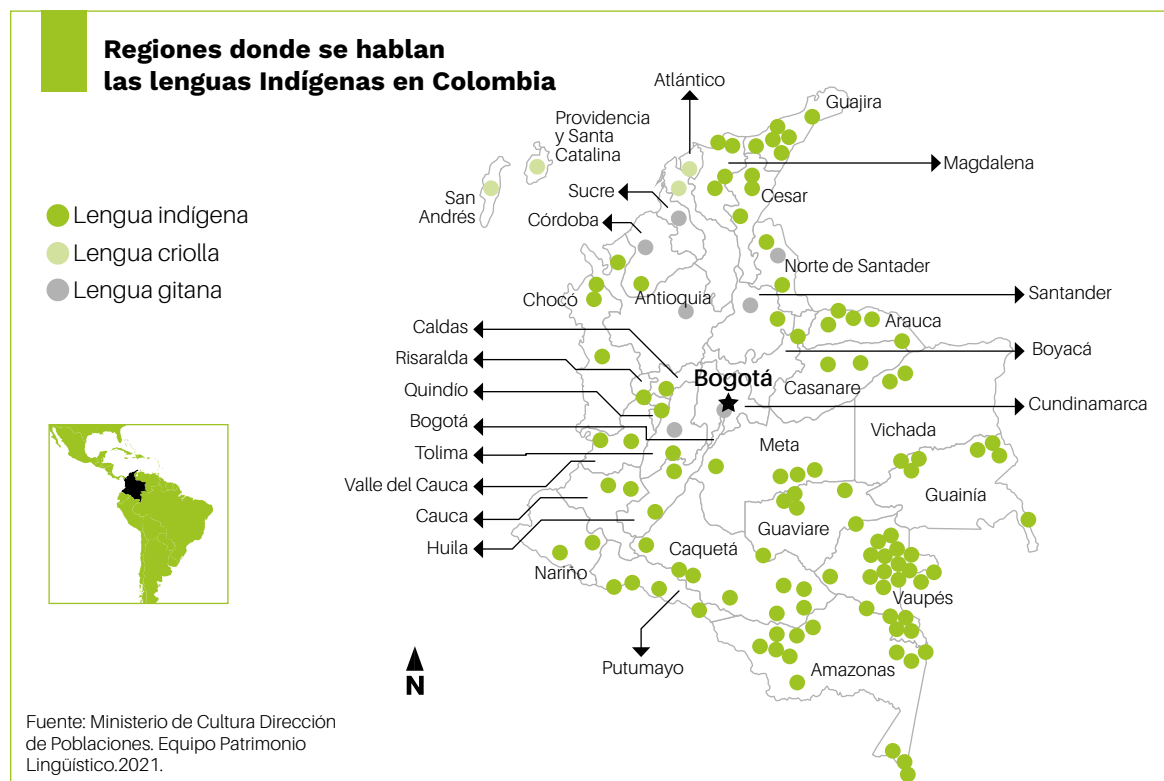 Regiones donde se hablan
las lenguas Indígenas en Colombia
Lengua indígena
Lengua criolla
Lengua gitana
Atlántico
Guajira
Providencia
y Santa
Catalina
Magdalena
San
Andrés
Sucre
Cesar
Córdoba
Norte de Santader
Chocó
Antioquia
Santander
Arauca
Caldas
Boyacá
Risaralda
Bogotá
Casanare
Quindío
Cundinamarca
Bogotá
Meta
Vichada
Tolima
Valle del Cauca
Guainía
Cauca
Guaviare
Huila
Caquetá
Nariño
Vaupés
Putumayo
Amazonas
N
Fuente: Ministerio de Cultura Dirección
de Poblaciones. Equipo Patrimonio
Lingüístico.2021.